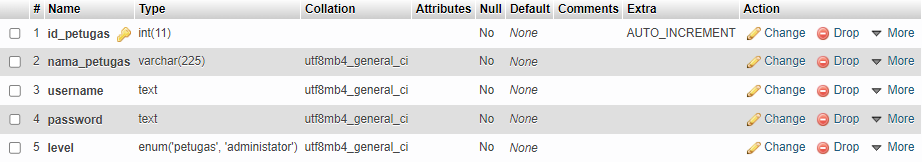 # Name Type Collation Attributes Null Default Comments Extra Action
1 id_petugas int(11) No None AUTO_INCREMENT Change Drop More
2 nama_petugas varchar(225) utf8mb4_general_ci No None Change Drop More
3 username text utf8mb4_general_ci No None Change Drop More
4 password text utf8mb4_general_ci No None Change Drop More
5 level enum('petugas', 'administator') utf8mb4_general_ci No None Change Drop More